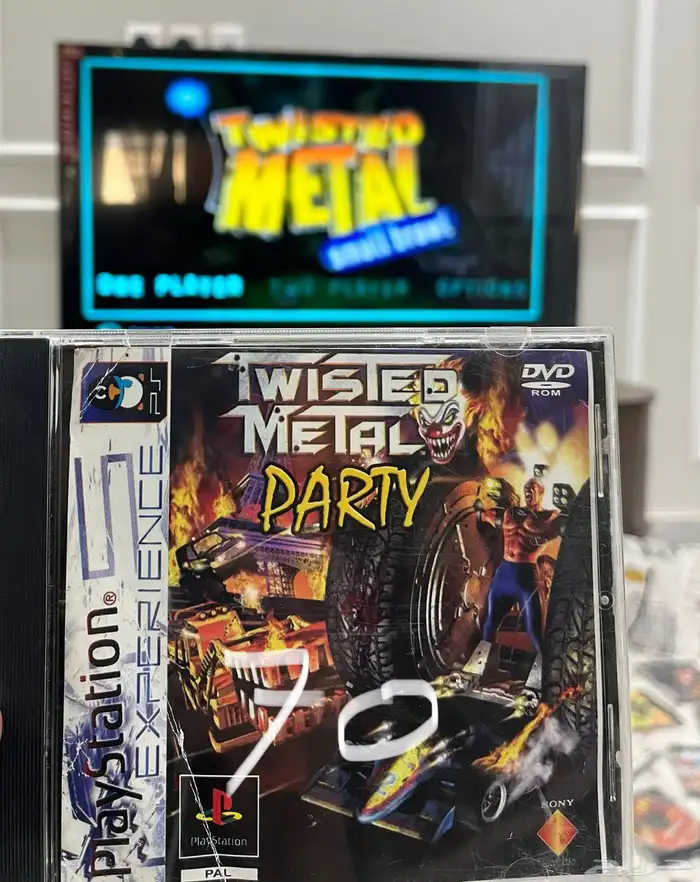 TWISTED
METAL
small brawl
ONE PLAYER TWO PLAYER OPTIONS
TWISTED
METAL
PARTY
DVD
ROM
PlayStation®
EXPERIENCE
70
PlayStation
PAL
SONY